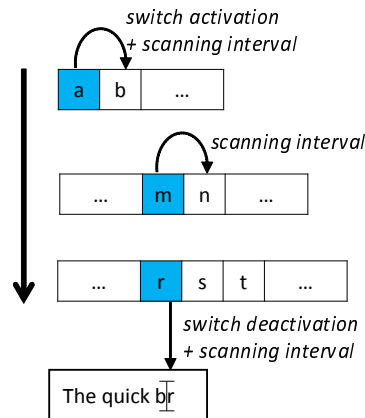 switch activation
+ scanning interval
a b ...
scanning interval
... m n ...
... r s t ...
switch deactivation
+ scanning interval
The quick br